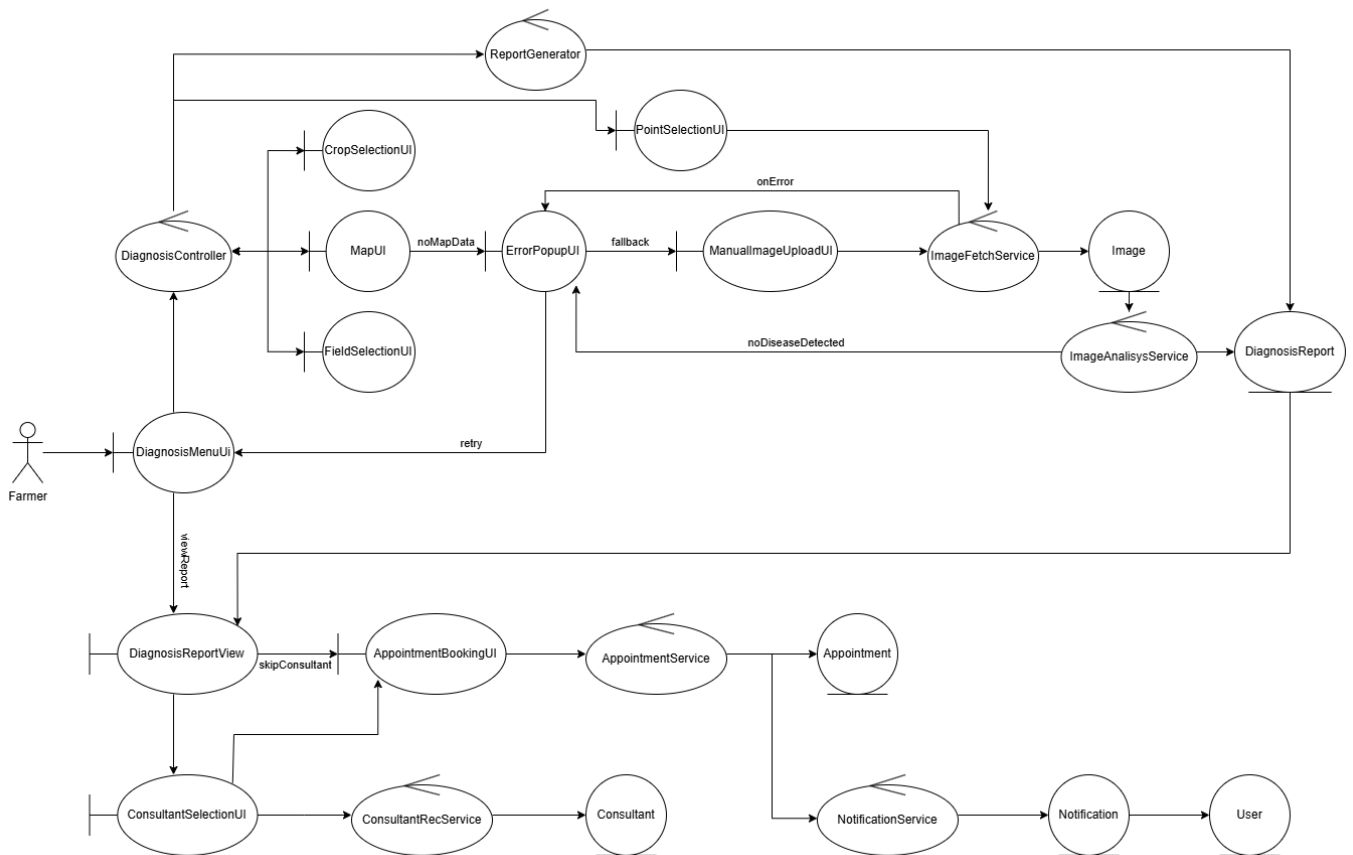 ReportGenerator
PointSelectionUI
CropSelectionUI
onError
DiagnosisController
MapUI
noMapData
ErrorPopupUI
fallback
ManualImageUploadUI
ImageFetchService
Image
FieldSelectionUI
noDiseaseDetected
ImageAnalisysService
DiagnosisReport
DiagnosisMenuUi
retry
Farmer
viewReport
DiagnosisReportView
skipConsultant
AppointmentBookingUI
AppointmentService
Appointment
ConsultantSelectionUI
ConsultantRecService
Consultant
NotificationService
Notification
User